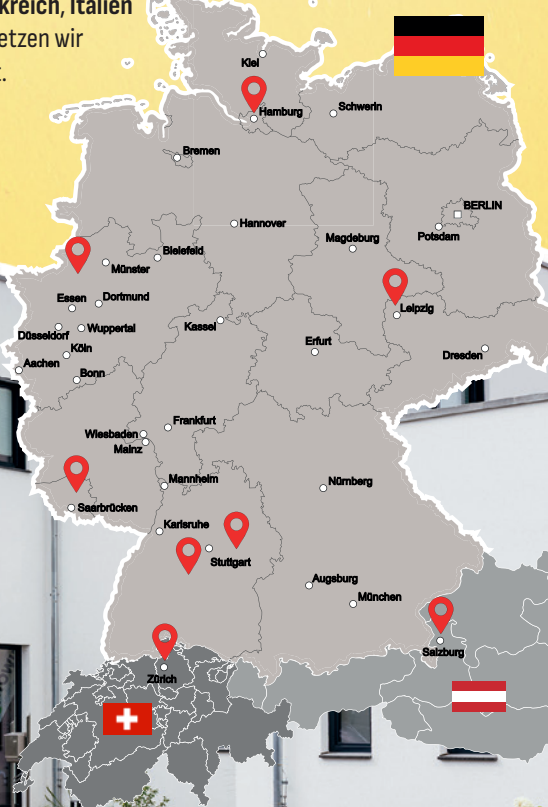 kreich, Italien
etzen wir
Kiel
Hamburg
Schwerin
Bremen
BERLIN
Hannover
Potsdam
Magdeburg
Bielefeld
Münster
Essen
Dortmund
Leipzig
Düsseldorf
Wuppertal
Kassel
Erfurt
Köln
Dresden
Aachen
Bonn
Frankfurt
Wiesbaden
Mainz
Mannheim
Nürnberg
Saarbrücken
Karlsruhe
Stuttgart
Augsburg
München
Salzburg
Zürich